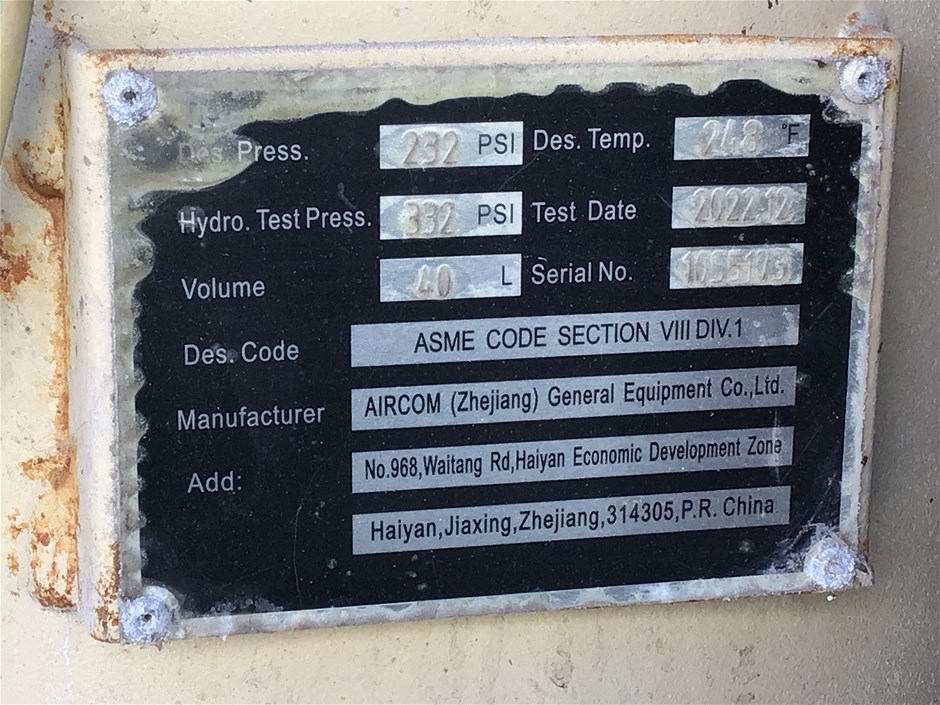 Des. Press. 232 PSI Des. Temp. 248 °F
Hydro. Test Press. 332 PSI Test Date 2022.12
Volume 40 L Serial No.
Des. Code ASME CODE SECTION VIII DIV.1
Manufacturer AIRCOM (Zhejiang) General Equipment Co.,Ltd.
Add: No.968,Waitang Rd,Haiyan Economic Development Zone
Haiyan,Jiaxing,Zhejiang,314305,P.R. China